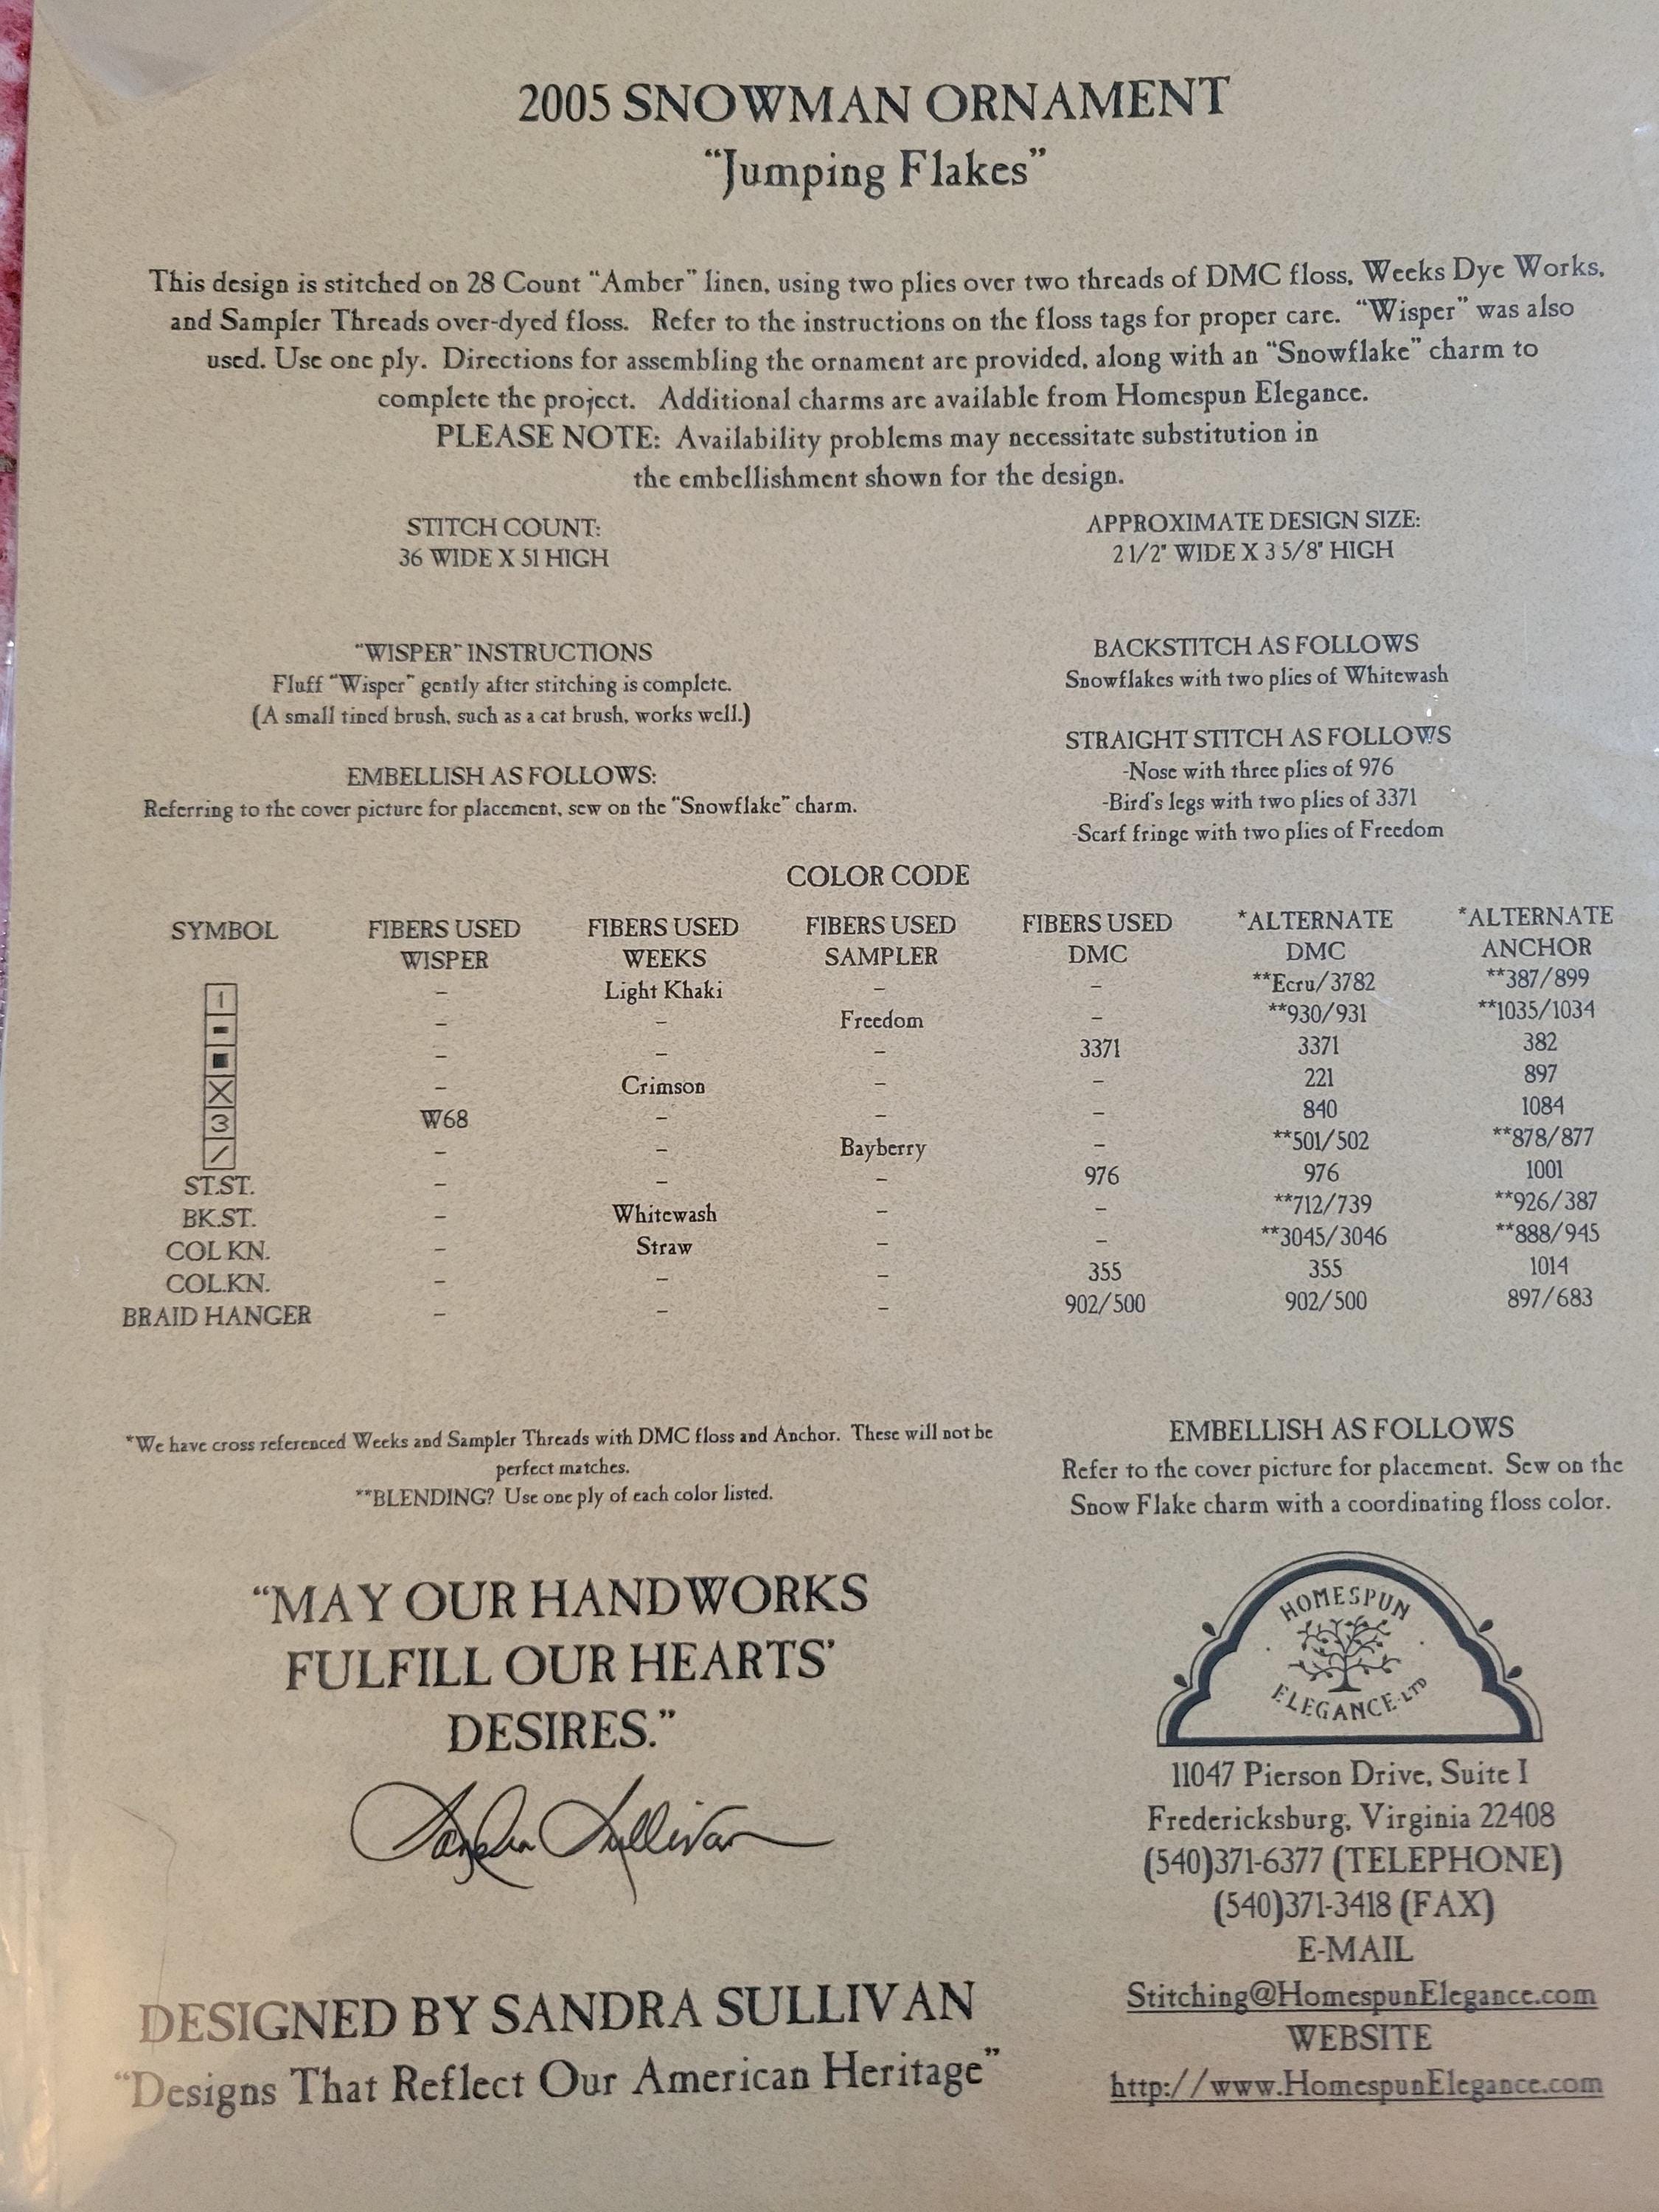 2005 SNOWMAN ORNAMENT
"Jumping Flakes"
This design is stitched on 28 Count "Amber" linen, using two plies over two threads of DMC floss, Weeks Dye Works,
and Sampler Threads over-dyed floss. Refer to the instructions on the floss tags for proper care. "Wisper" was also
used. Use one ply. Directions for assembling the ornament are provided, along with an "Snowflake" charm to
complete the project. Additional charms are available from Homespun Elegance.
PLEASE NOTE: Availability problems may necessitate substitution in
the embellishment shown for the design.
STITCH COUNT:
36 WIDE X 51 HIGH
APPROXIMATE DESIGN SIZE:
2 1/2" WIDE X 3 5/8" HIGH
"WISPER" INSTRUCTIONS
Fluff "Wisper" gently after stitching is complete.
(A small tined brush, such as a cat brush, works well.)
EMBELLISH AS FOLLOWS:
Referring to the cover picture for placement, sew on the "Snowflake" charm.
BACKSTITCH AS FOLLOWS
Snowflakes with two plies of Whitewash
STRAIGHT STITCH AS FOLLOWS
-Nose with three plies of 976
-Bird's legs with two plies of 3371
-Scarf fringe with two plies of Freedom
COLOR CODE
SYMBOL FIBERS USED FIBERS USED FIBERS USED FIBERS USED *ALTERNATE *ALTERNATE
WISPER WEEKS SAMPLER DMC DMC ANCHOR
| – Light Khaki – – **Ecru/3782 **387/899
▬ – – Freedom – **930/931 **1035/1034
■ – – – 3371 3371 382
X – Crimson – – 221 897
3 W68 – – – 840 1084
/ – – Bayberry – **501/502 **878/877
ST.ST. – – – 976 976 1001
BK.ST. – Whitewash – – **712/739 **926/387
COL KN. – Straw – – **3045/3046 **888/945
COL.KN. – – – 355 355 1014
BRAID HANGER – – – 902/500 902/500 897/683
*We have cross referenced Weeks and Sampler Threads with DMC floss and Anchor. These will not be
perfect matches.
**BLENDING? Use one ply of each color listed.
EMBELLISH AS FOLLOWS
Refer to the cover picture for placement. Sew on the
Snow Flake charm with a coordinating floss color.
"MAY OUR HANDWORKS
FULFILL OUR HEARTS'
DESIRES."
Sandra Sullivan
DESIGNED BY SANDRA SULLIVAN
"Designs That Reflect Our American Heritage"
HOMESPUN
ELEGANCE LTD
11047 Pierson Drive, Suite I
Fredericksburg, Virginia 22408
(540)371-6377 (TELEPHONE)
(540)371-3418 (FAX)
E-MAIL
Stitching@HomespunElegance.com
WEBSITE
http://www.HomespunElegance.com